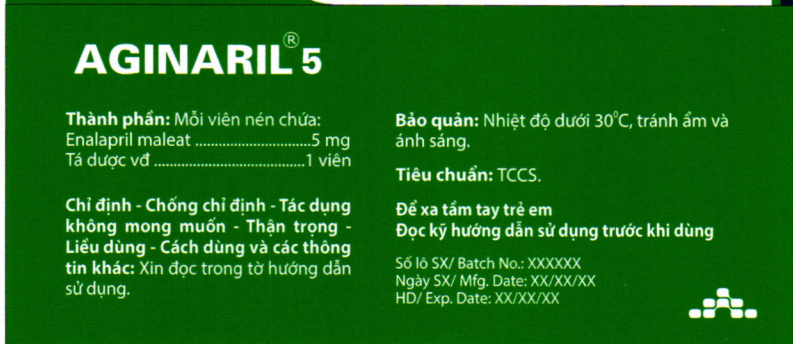 AGINARIL® 5
Thành phần: Mỗi viên nén chứa:
Enalapril maleat ..............................5 mg
Tá dược vđ .......................................1 viên
Chỉ định - Chống chỉ định - Tác dụng
không mong muốn - Thận trọng -
Liều dùng - Cách dùng và các thông
tin khác: Xin đọc trong tờ hướng dẫn
sử dụng.
Bảo quản: Nhiệt độ dưới 30⁰C, tránh ẩm và
ánh sáng.
Tiêu chuẩn: TCCS.
Để xa tầm tay trẻ em
Đọc kỹ hướng dẫn sử dụng trước khi dùng
Số lô SX/ Batch No.: XXXXXX
Ngày SX/ Mfg. Date: XX/XX/XX
HD/ Exp. Date: XX/XX/XX